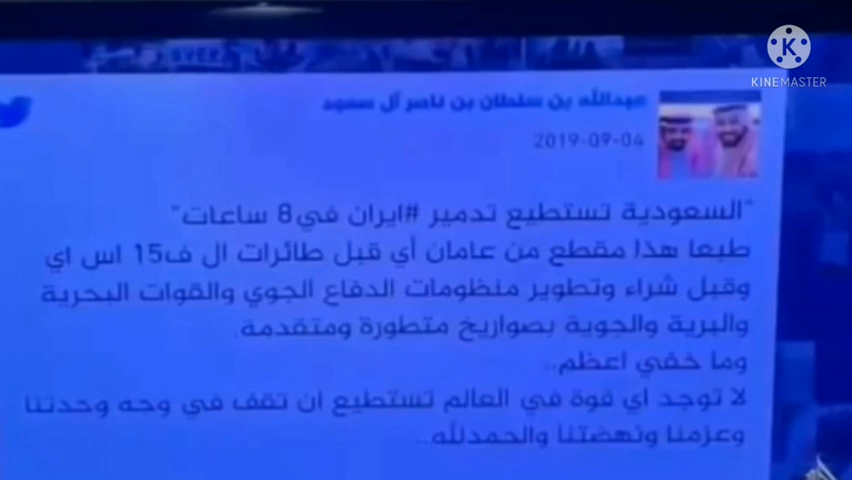 KINEMASTER
عبدالله بن سلطان بن ناصر آل سعود
2019-09-04
"السعودية تستطيع تدمير #ايران في 8 ساعات"
طبعا هذا مقطع من عامان أي قبل طائرات ال ف15 اس اي
وقبل شراء وتطوير منظومات الدفاع الجوي والقوات البحرية
والبرية والجوية بصواريخ متطورة ومتقدمة.
وما خفي اعظم..
لا توجد اي قوة في العالم تستطيع ان تقف في وجه وحدتنا
وعزمنا ونهضتنا والحمدلله..